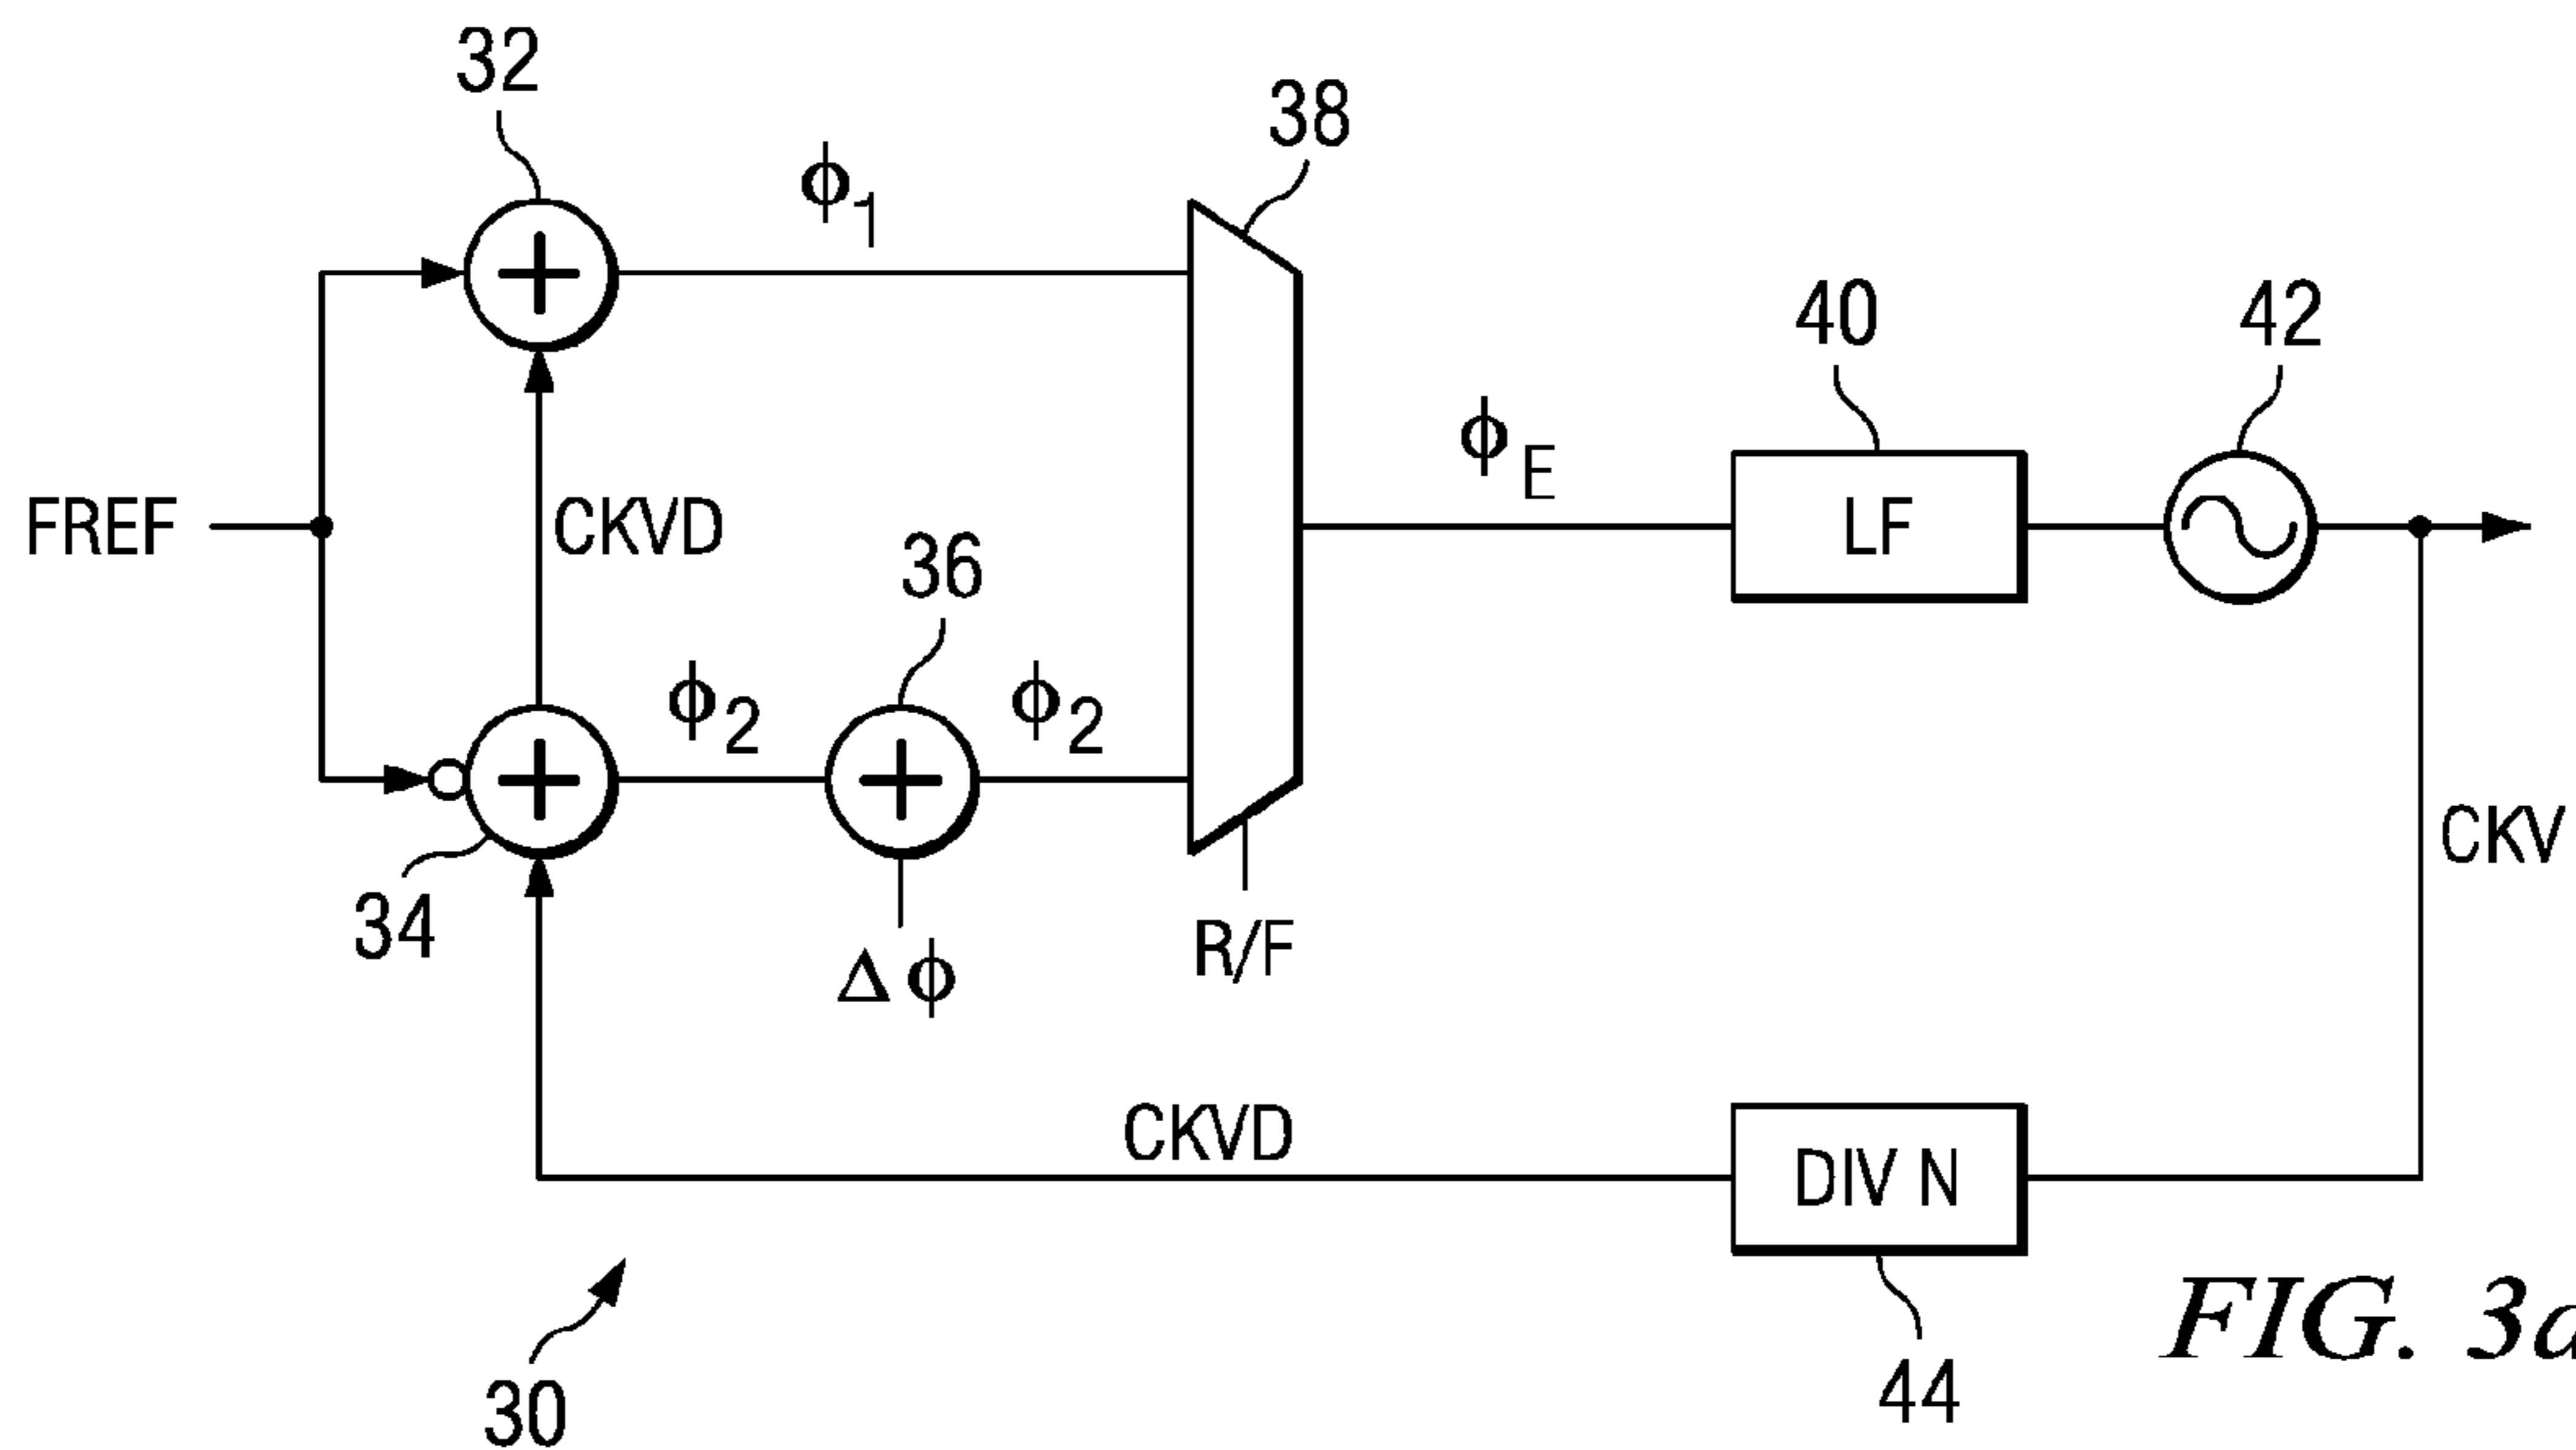 32
38
ϕ1
40
42
ϕE
FREF
CKVD
LF
36
ϕ2
ϕ2
CKV
34
Δϕ
R/F
CKVD
DIV N
30
44
FIG. 3a